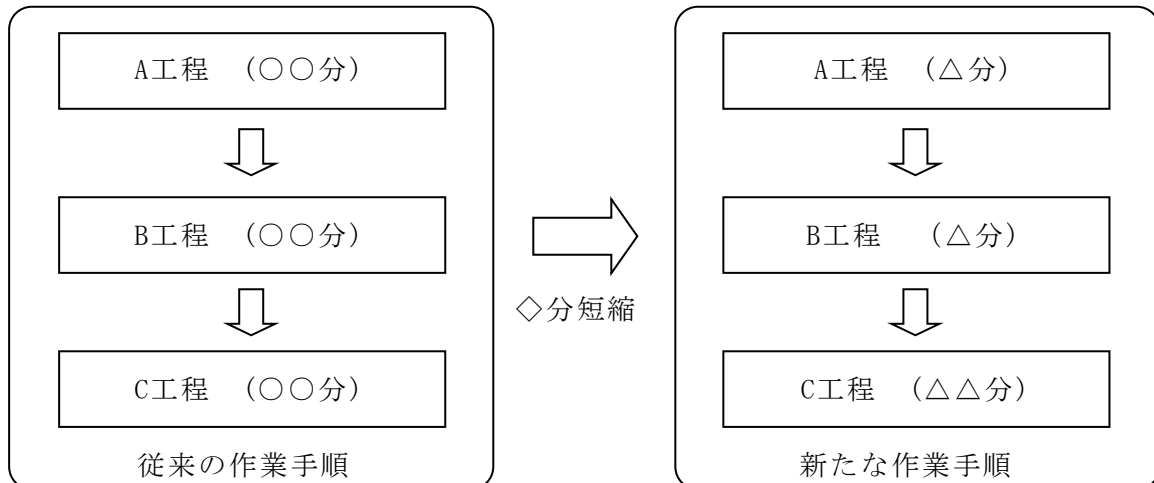 A工程 (○○分)
B工程 (○○分)
C工程 (○○分)
従来の作業手順
◇分短縮
A工程 (△分)
B工程 (△分)
C工程 (△△分)
新たな作業手順